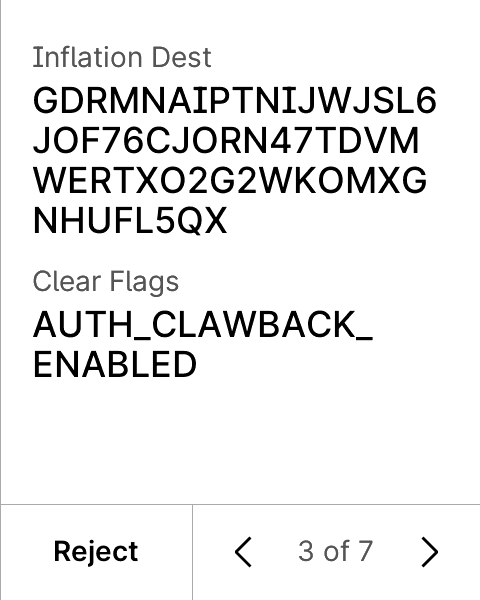 Inflation Dest
GDRMNAIPTNIJWJSL6
JOF76CJORN47TDVM
WERTXO2G2WKOMXG
NHUFL5QX
Clear Flags
AUTH_CLAWBACK_
ENABLED
Reject
3 of 7